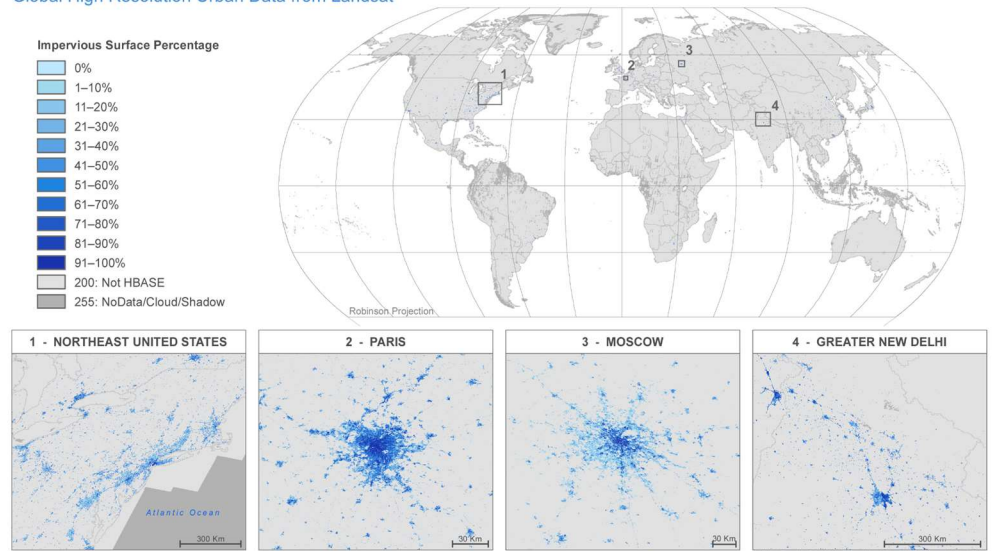 Global High Resolution Urban Data from Landsat
Impervious Surface Percentage
0%
1–10%
11–20%
21–30%
31–40%
41–50%
51–60%
61–70%
71–80%
81–90%
91–100%
200: Not HBASE
255: NoData/Cloud/Shadow
1
2
3
4
Robinson Projection
1 - NORTHEAST UNITED STATES
Atlantic Ocean
300 Km
2 - PARIS
30 Km
3 - MOSCOW
30 Km
4 - GREATER NEW DELHI
300 Km